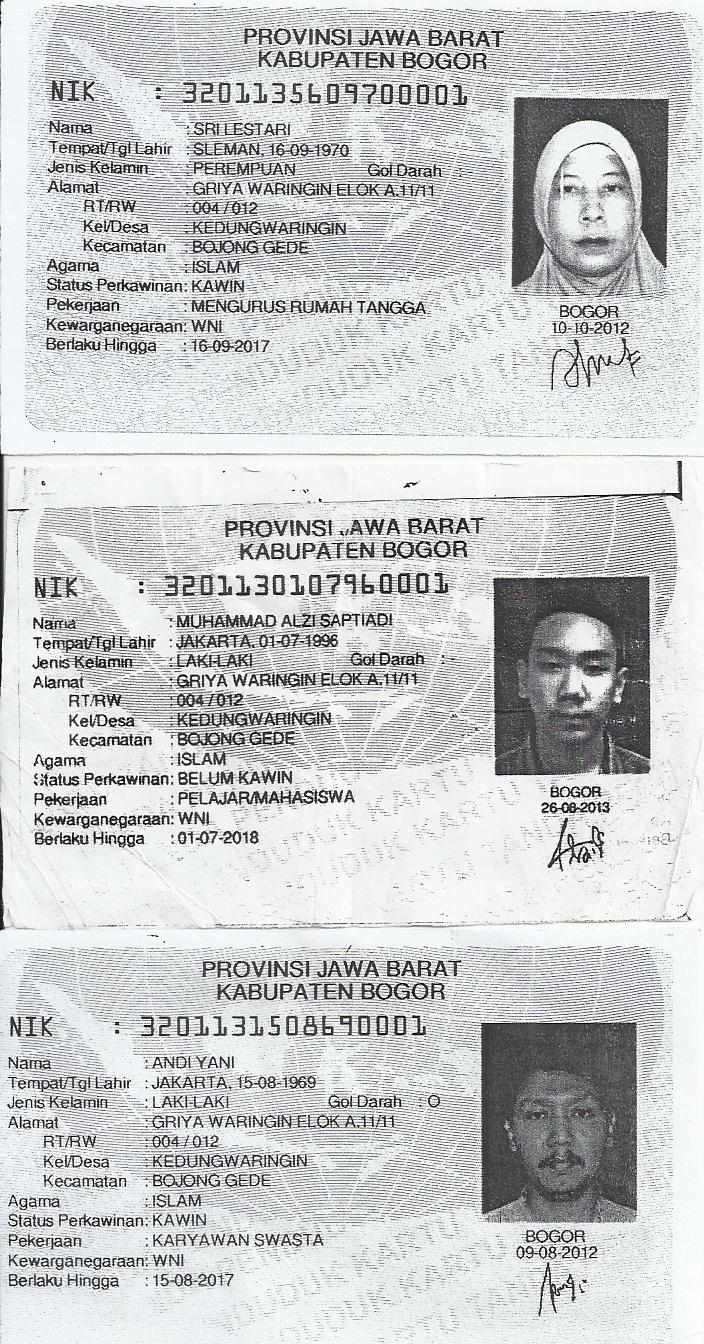 PROVINSI JAWA BARAT
KABUPATEN BOGOR
NIK : 3201135609700001
Nama : SRI LESTARI
Tempat/Tgl Lahir : SLEMAN, 16-09-1970
Jenis Kelamin : PEREMPUAN Gol Darah :
Alamat : GRIYA WARINGIN ELOK A.11/11
RT/RW : 004 / 012
Kel/Desa : KEDUNGWARINGIN
Kecamatan : BOJONG GEDE
Agama : ISLAM
Status Perkawinan: KAWIN
Pekerjaan : MENGURUS RUMAH TANGGA
Kewarganegaraan: WNI
Berlaku Hingga : 16-09-2017
BOGOR
10-10-2012
PROVINSI JAWA BARAT
KABUPATEN BOGOR
NIK : 3201130107960001
Nama : MUHAMMAD ALZI SAPTIADI
Tempat/Tgl Lahir : JAKARTA, 01-07-1996
Jenis Kelamin : LAKI-LAKI Gol Darah : -
Alamat : GRIYA WARINGIN ELOK A.11/11
RT/RW : 004 / 012
Kel/Desa : KEDUNGWARINGIN
Kecamatan : BOJONG GEDE
Agama : ISLAM
Status Perkawinan: BELUM KAWIN
Pekerjaan : PELAJAR/MAHASISWA
Kewarganegaraan: WNI
Berlaku Hingga : 01-07-2018
BOGOR
26-08-2013
PROVINSI JAWA BARAT
KABUPATEN BOGOR
NIK : 3201131508690001
Nama : ANDI YANI
Tempat/Tgl Lahir : JAKARTA, 15-08-1969
Jenis Kelamin : LAKI-LAKI Gol Darah : O
Alamat : GRIYA WARINGIN ELOK A.11/11
RT/RW : 004 / 012
Kel/Desa : KEDUNGWARINGIN
Kecamatan : BOJONG GEDE
Agama : ISLAM
Status Perkawinan: KAWIN
Pekerjaan : KARYAWAN SWASTA
Kewarganegaraan: WNI
Berlaku Hingga : 15-08-2017
BOGOR
09-08-2012